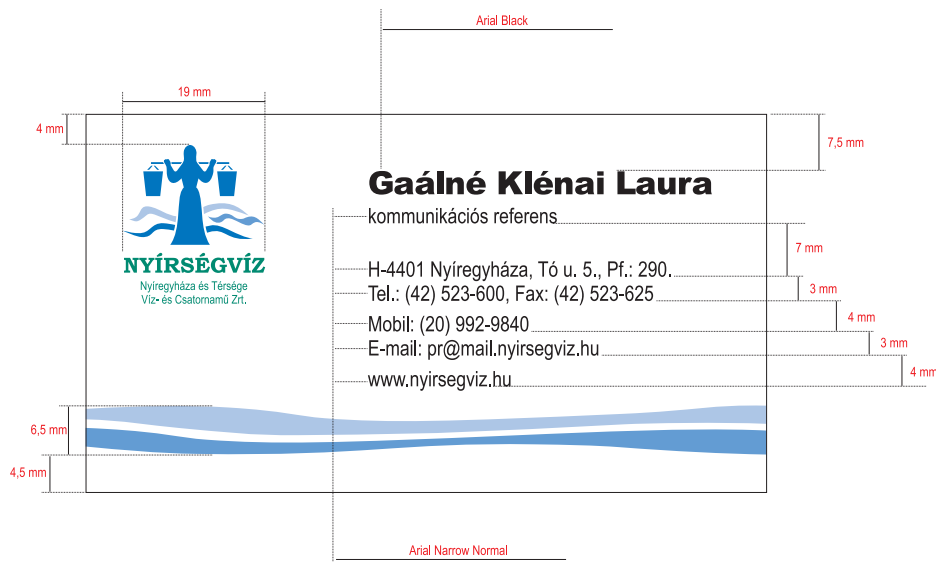 Arial Black
19 mm
4 mm
7,5 mm
Gaálné Klénai Laura
kommunikációs referens
7 mm
NYÍRSÉGVÍZ
Nyíregyháza és Térsége
Víz- és Csatornamű Zrt.
H-4401 Nyíregyháza, Tó u. 5., Pf.: 290.
Tel.: (42) 523-600, Fax: (42) 523-625
3 mm
Mobil: (20) 992-9840
4 mm
E-mail: pr@mail.nyirsegviz.hu
3 mm
www.nyirsegviz.hu
4 mm
6,5 mm
4,5 mm
Arial Narrow Normal